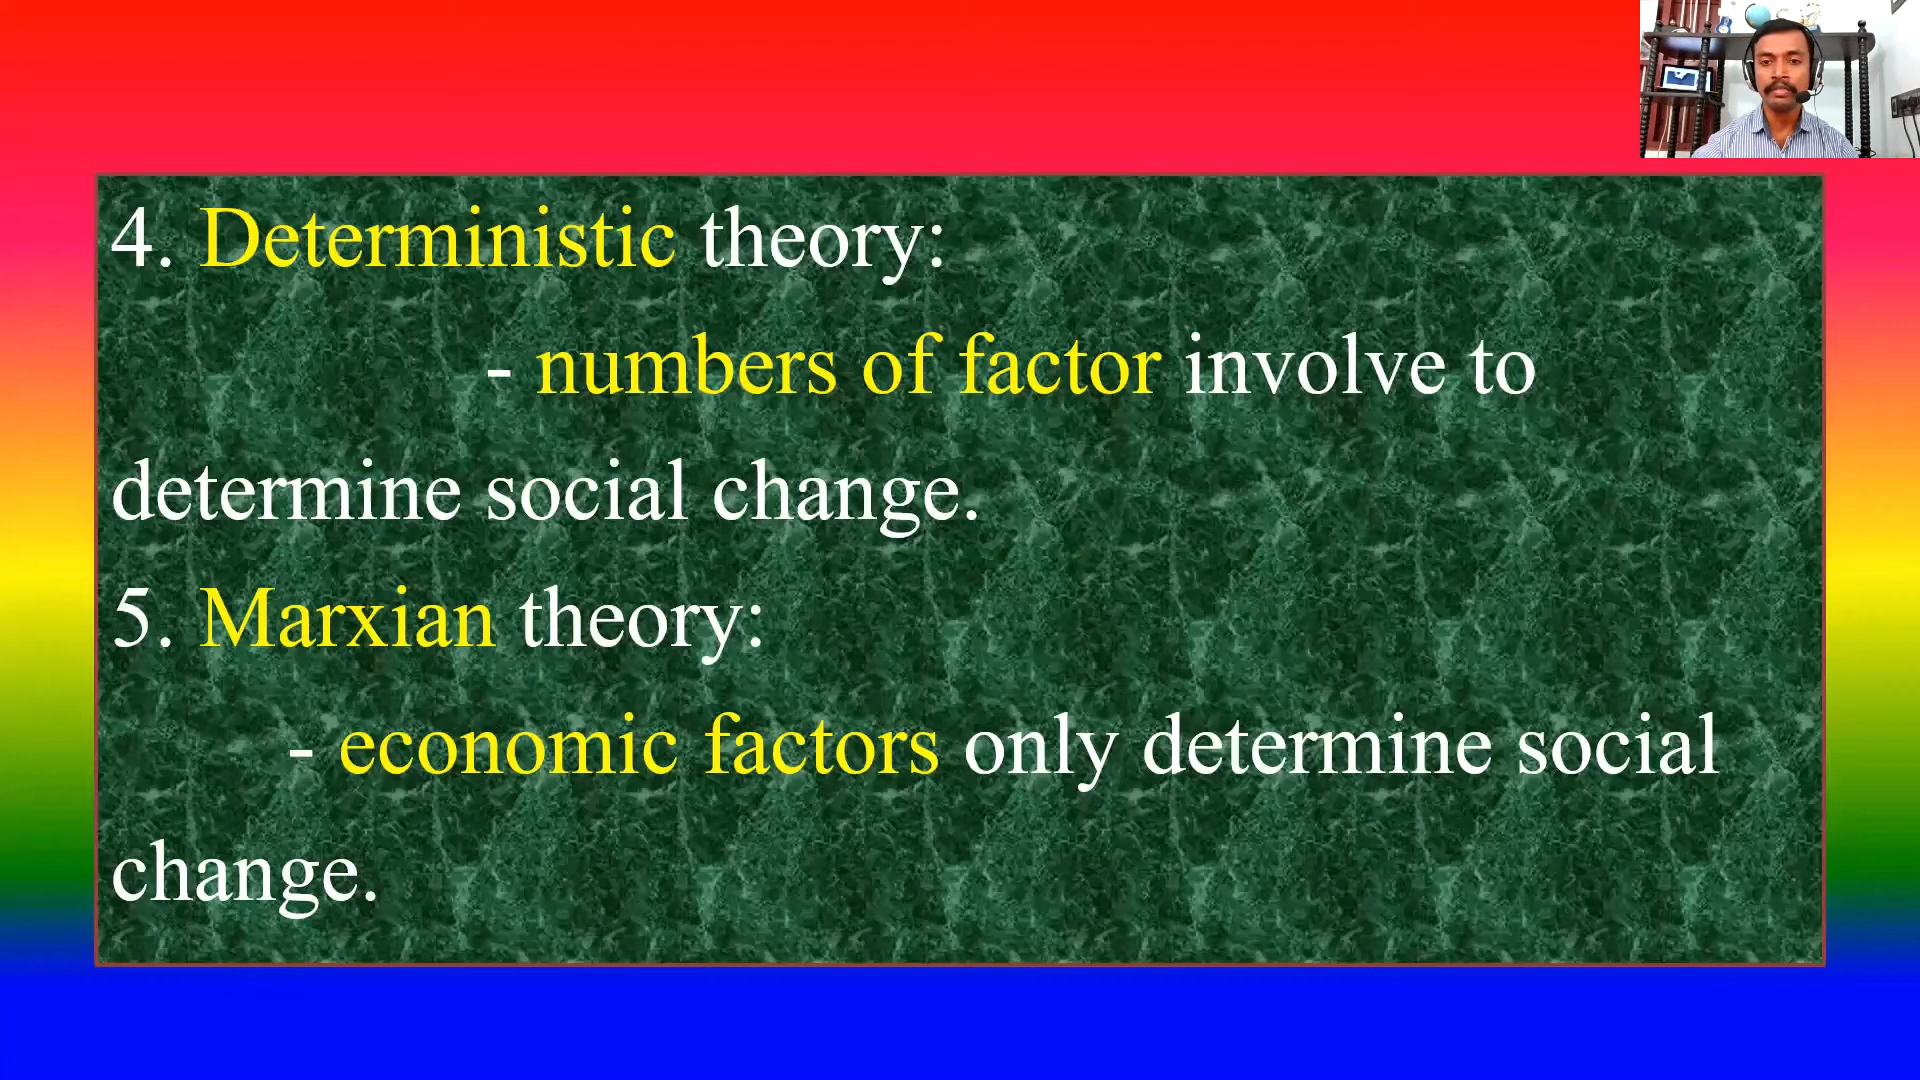 4. Deterministic theory:
- numbers of factor involve to
determine social change.
5. Marxian theory:
- economic factors only determine social
change.